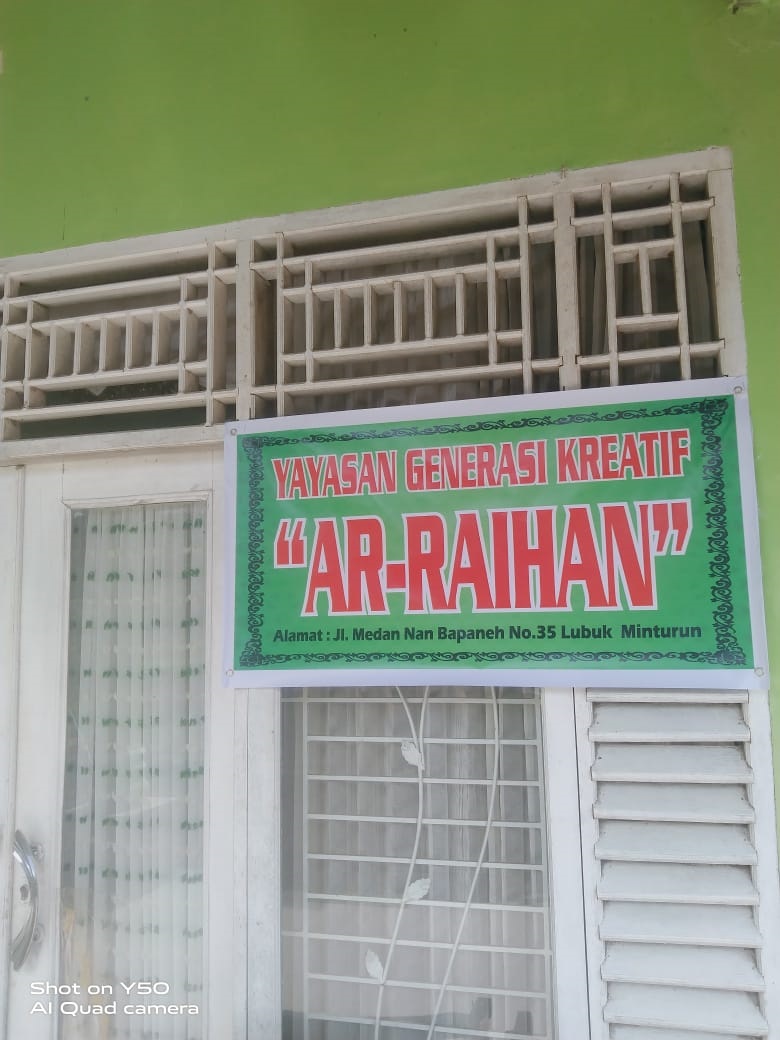 YAYASAN GENERASI KREATIF
“AR-RAIHAN”
Alamat : Jl. Medan Nan Bapaneh No.35 Lubuk Minturun
Shot on Y50
AI Quad camera